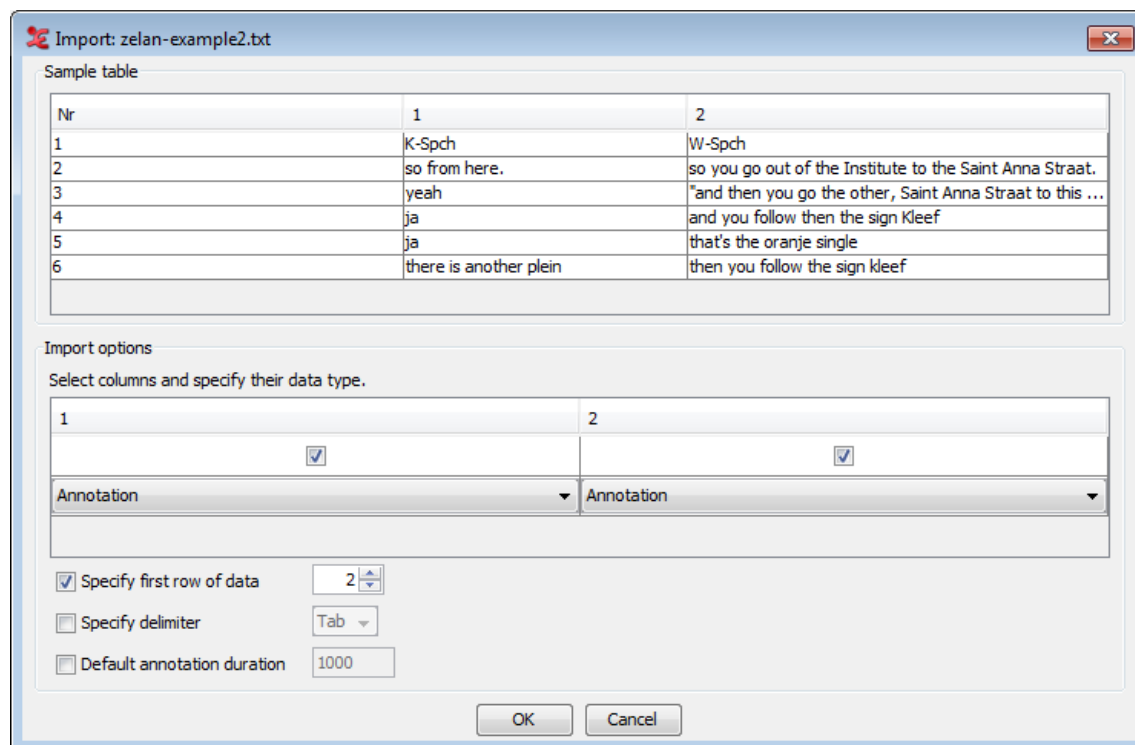 Import: zelan-example2.txt
Sample table
Nr 1 2
1 K-Spch W-Spch
2 so from here. so you go out of the Institute to the Saint Anna Straat.
3 yeah "and then you go the other, Saint Anna Straat to this ...
4 ja and you follow then the sign Kleef
5 ja that's the oranje single
6 there is another plein then you follow the sign kleef
Import options
Select columns and specify their data type.
1 2
Annotation Annotation
Specify first row of data 2
Specify delimiter Tab
Default annotation duration 1000
OK Cancel